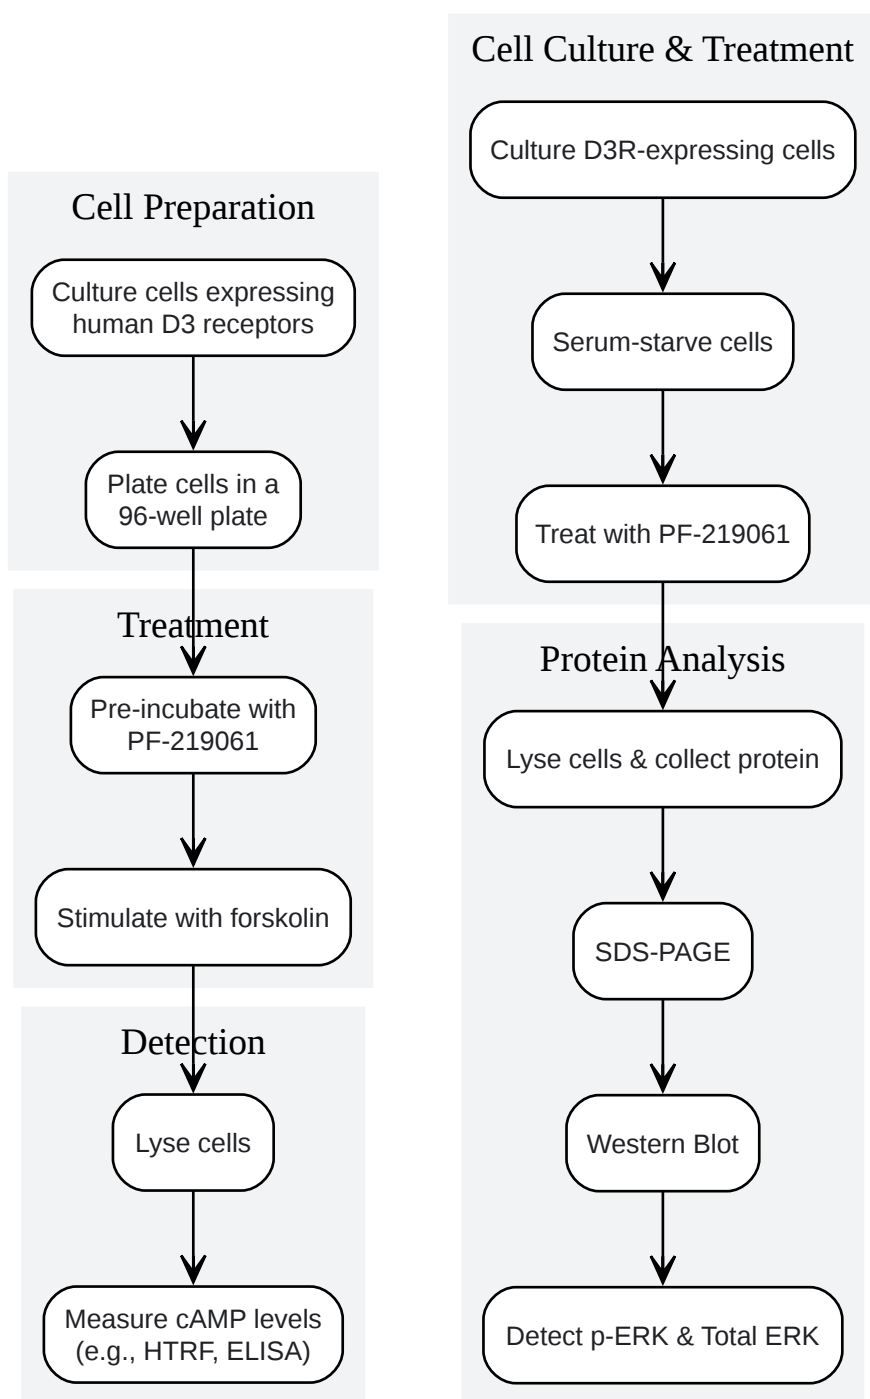 Cell Preparation
Culture cells expressing
human D3 receptors
Plate cells in a
96-well plate
Treatment
Pre-incubate with
PF-219061
Stimulate with forskolin
Detection
Lyse cells
Measure cAMP levels
(e.g., HTRF, ELISA)
Cell Culture & Treatment
Culture D3R-expressing cells
Serum-starve cells
Treat with PF-219061
Protein Analysis
Lyse cells & collect protein
SDS-PAGE
Western Blot
Detect p-ERK & Total ERK